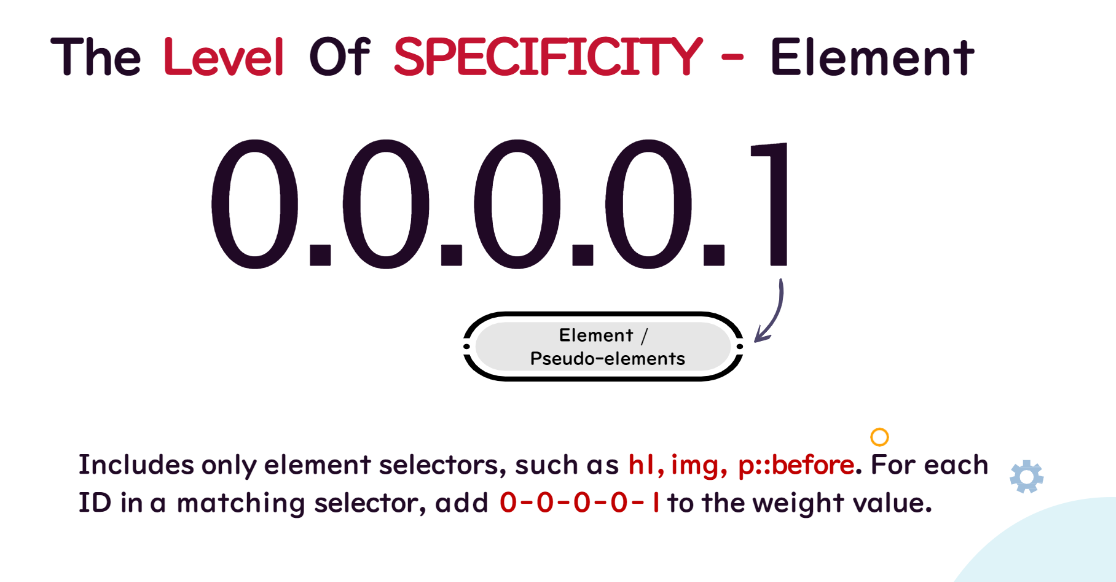 The Level Of SPECIFICITY - Element
0.0.0.0.1
Element /
Pseudo-elements
Includes only element selectors, such as h1, img, p::before. For each
ID in a matching selector, add 0-0-0-0-1 to the weight value.